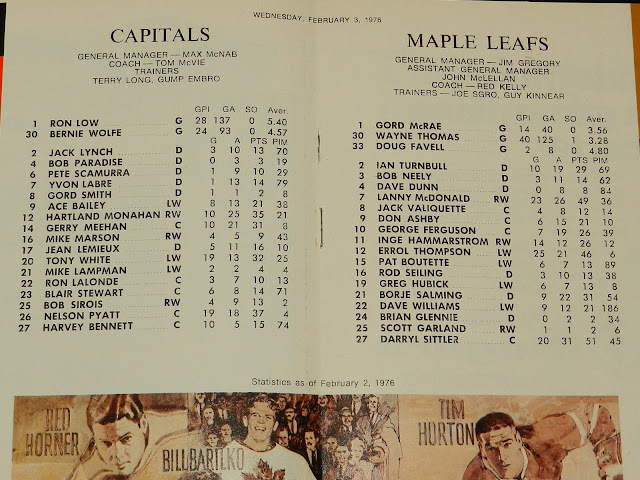 WEDNESDAY, FEBRUARY 3, 1976
CAPITALS
GENERAL MANAGER — MAX McNAB
COACH — TOM McVIE
TRAINERS
TERRY LONG, GUMP EMBRO
GPI GA SO Aver.
1 RON LOW G 28 137 0 5.40
30 BERNIE WOLFE G 24 93 0 4.57
G A PTS PIM
2 JACK LYNCH D 3 10 13 70
4 BOB PARADISE D 0 3 3 19
6 PETE SCAMURRA D 1 9 10 29
7 YVON LABRE D 1 13 14 79
8 GORD SMITH D 1 1 2 8
9 ACE BAILEY LW 8 13 21 38
12 HARTLAND MONAHAN RW 10 25 35 21
14 GERRY MEEHAN C 10 21 31 8
16 MIKE MARSON RW 4 5 9 43
17 JEAN LEMIEUX D 5 11 16 10
20 TONY WHITE LW 19 13 32 25
21 MIKE LAMPMAN LW 2 2 4 4
22 RON LALONDE C 3 7 10 13
23 BLAIR STEWART C 6 8 14 71
25 BOB SIROIS RW 4 9 13 2
26 NELSON PYATT C 19 18 37 4
27 HARVEY BENNETT C 10 5 15 74
MAPLE LEAFS
GENERAL MANAGER — JIM GREGORY
ASSISTANT GENERAL MANAGER
JOHN McLELLAN
COACH — RED KELLY
TRAINERS — JOE SGRO, GUY KINNEAR
GPI GA SO Aver.
1 GORD McRAE G 14 40 0 3.56
30 WAYNE THOMAS G 40 125 1 3.28
33 DOUG FAVELL G 2 8 0 4.80
G A PTS PIM
2 IAN TURNBULL D 10 19 29 69
3 BOB NEELY D 3 11 14 62
4 DAVE DUNN D 0 8 8 84
7 LANNY McDONALD RW 23 26 49 36
8 JACK VALIQUETTE C 4 8 12 14
9 DON ASHBY C 6 15 21 10
10 GEORGE FERGUSON C 7 19 26 39
11 INGE HAMMARSTROM RW 14 12 26 12
12 ERROL THOMPSON LW 25 21 46 6
15 PAT BOUTETTE LW 6 7 13 89
16 ROD SEILING D 3 10 13 38
19 GREG HUBICK LW 6 7 13 8
21 BORJE SALMING D 9 22 31 54
22 DAVE WILLIAMS LW 9 12 21 186
24 BRIAN GLENNIE D 0 2 2 34
25 SCOTT GARLAND RW 1 1 2 6
27 DARRYL SITTLER C 20 31 51 45
Statistics as of February 2, 1976
RED
HORNER
BILL BARILKO
TIM
HORTON